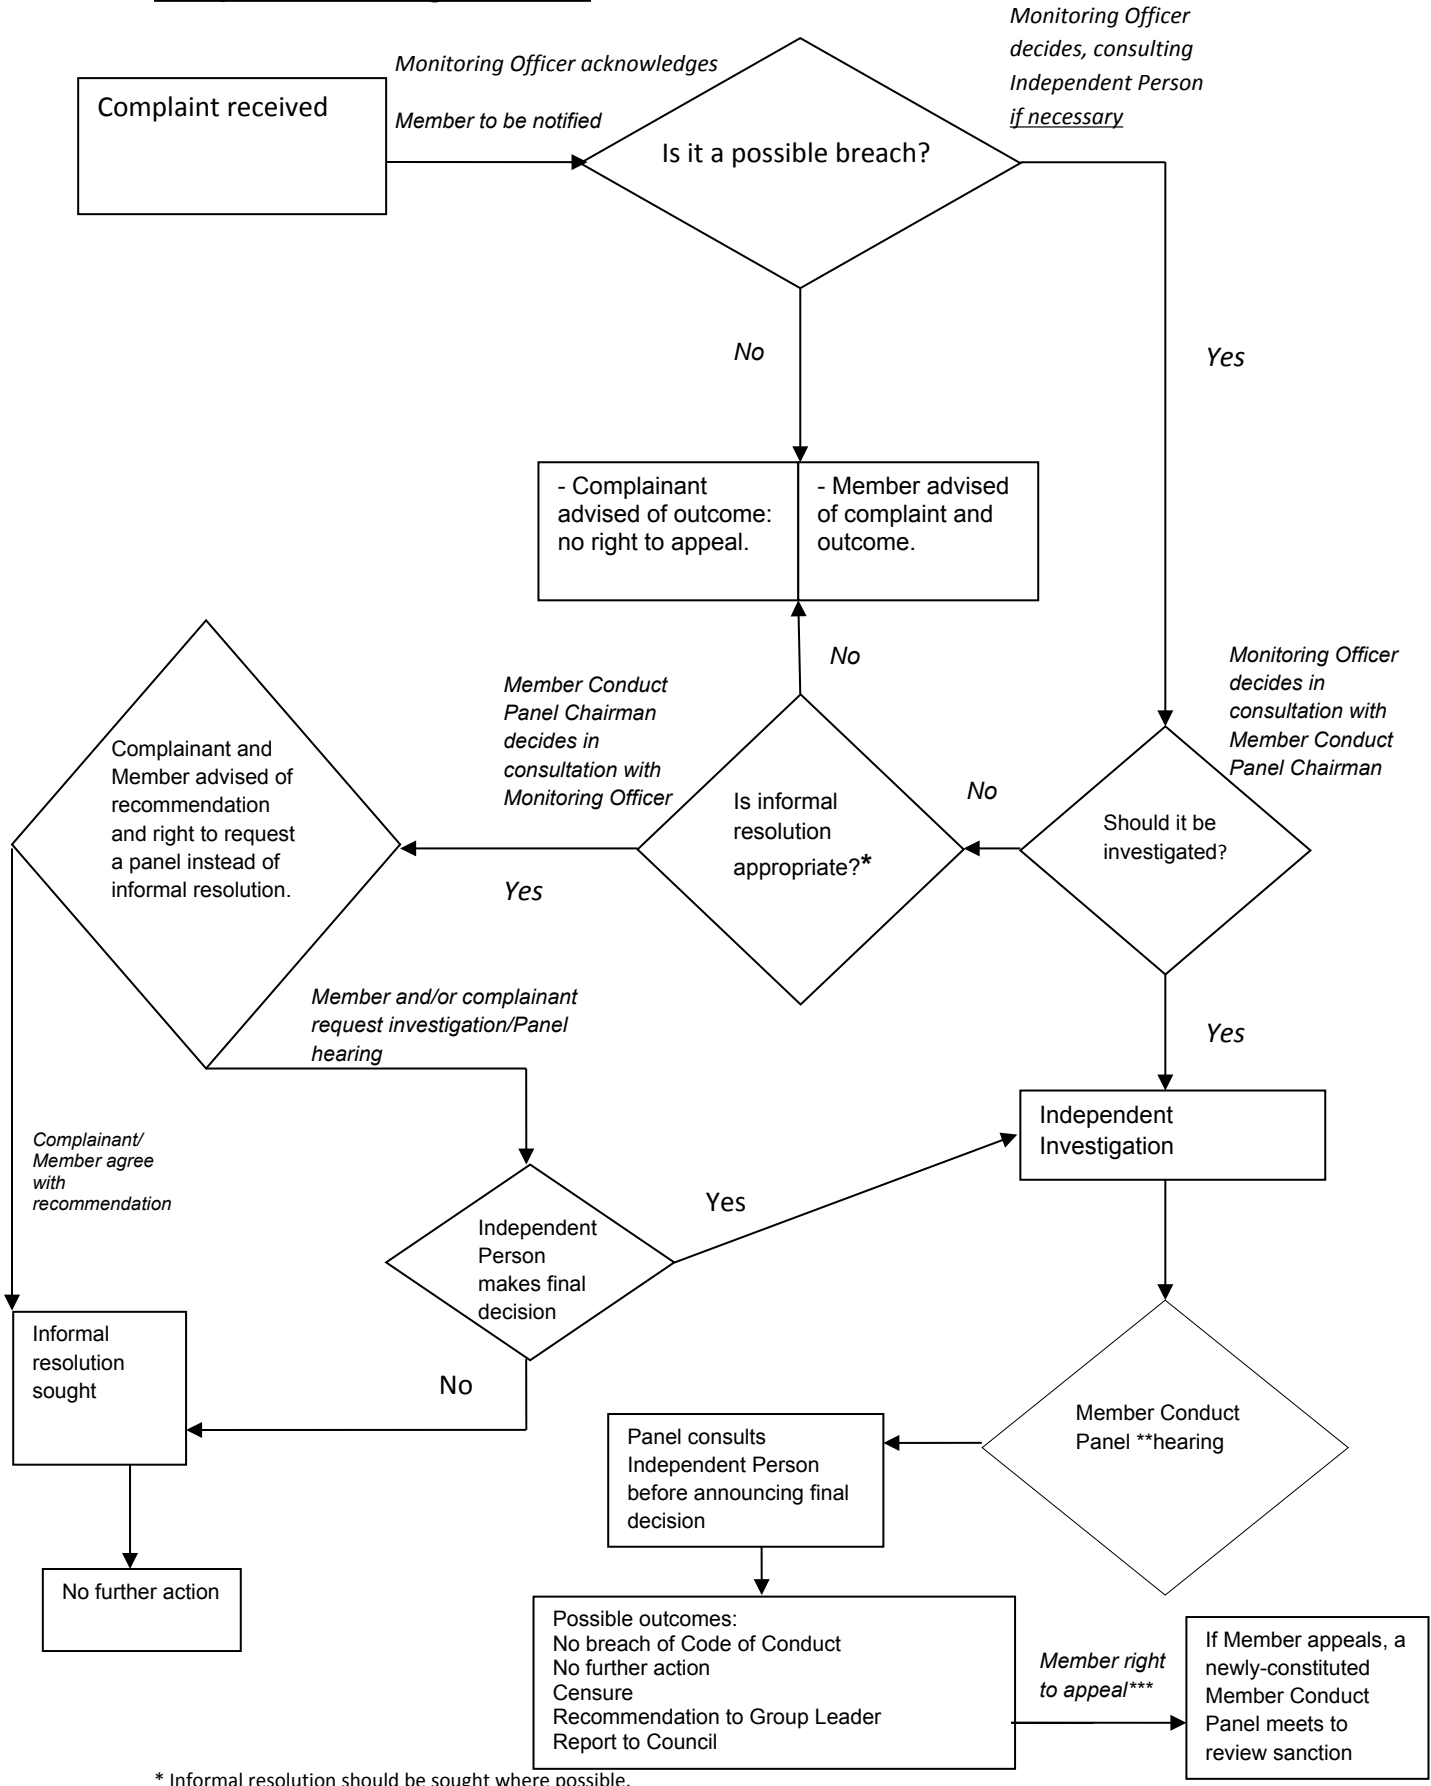 Monitoring Officer
decides, consulting
Independent Person
if necessary
Monitoring Officer acknowledges
Complaint received
Member to be notified
Is it a possible breach?
No
Yes
- Complainant
advised of outcome:
no right to appeal.
- Member advised
of complaint and
outcome.
No
Monitoring Officer
decides in
consultation with
Member Conduct
Panel Chairman
Member Conduct
Panel Chairman
decides in
consultation with
Monitoring Officer
Complainant and
Member advised of
recommendation
and right to request
a panel instead of
informal resolution.
Is informal
resolution
appropriate?*
No
Should it be
investigated?
Yes
Member and/or complainant
request investigation/Panel
hearing
Yes
Independent
Investigation
Complainant/
Member agree
with
recommendation
Yes
Independent
Person
makes final
decision
Informal
resolution
sought
No
Member Conduct
Panel **hearing
Panel consults
Independent Person
before announcing final
decision
No further action
Possible outcomes:
No breach of Code of Conduct
No further action
Censure
Recommendation to Group Leader
Report to Council
Member right
to appeal***
If Member appeals, a
newly-constituted
Member Conduct
Panel meets to
review sanction
* Informal resolution should be sought where possible.